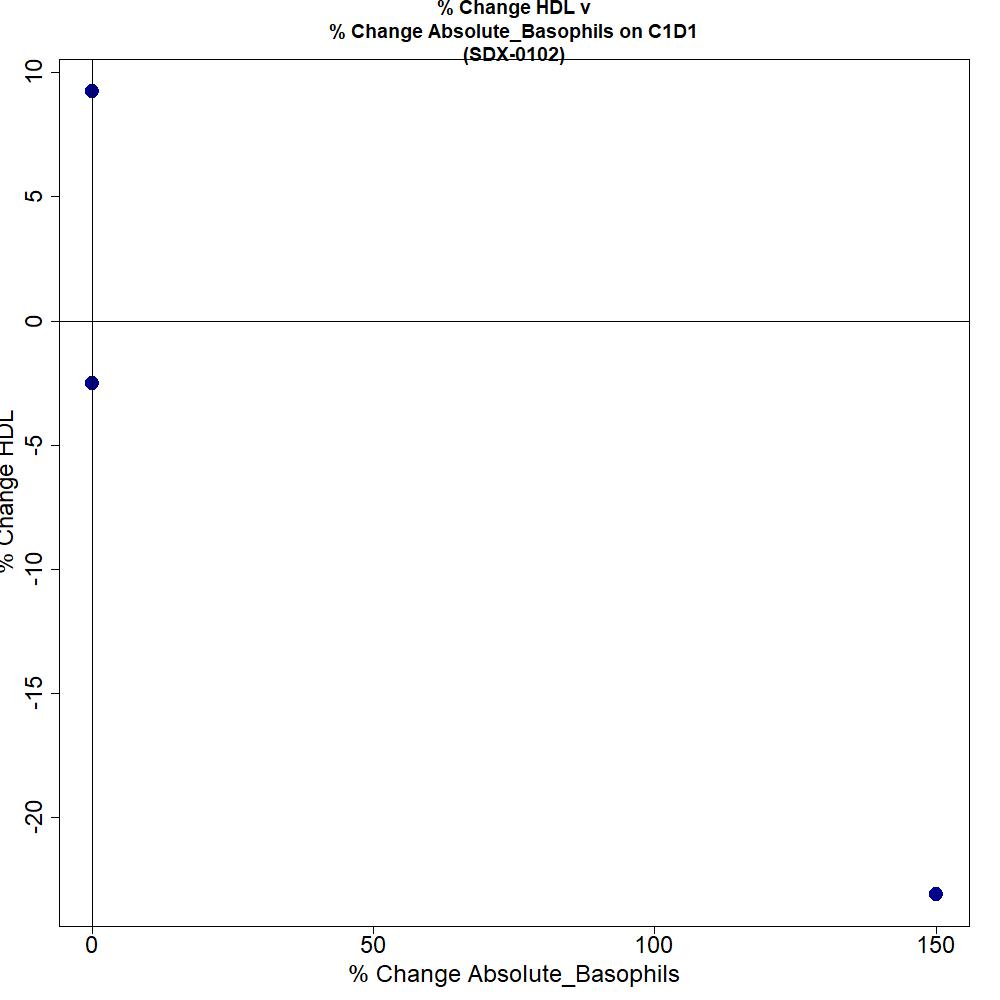 % Change HDL v
% Change Absolute_Basophils on C1D1
(SDX-0102)
10
5
0
-5
-10
-15
-20
% Change HDL
0
50
100
150
% Change Absolute_Basophils